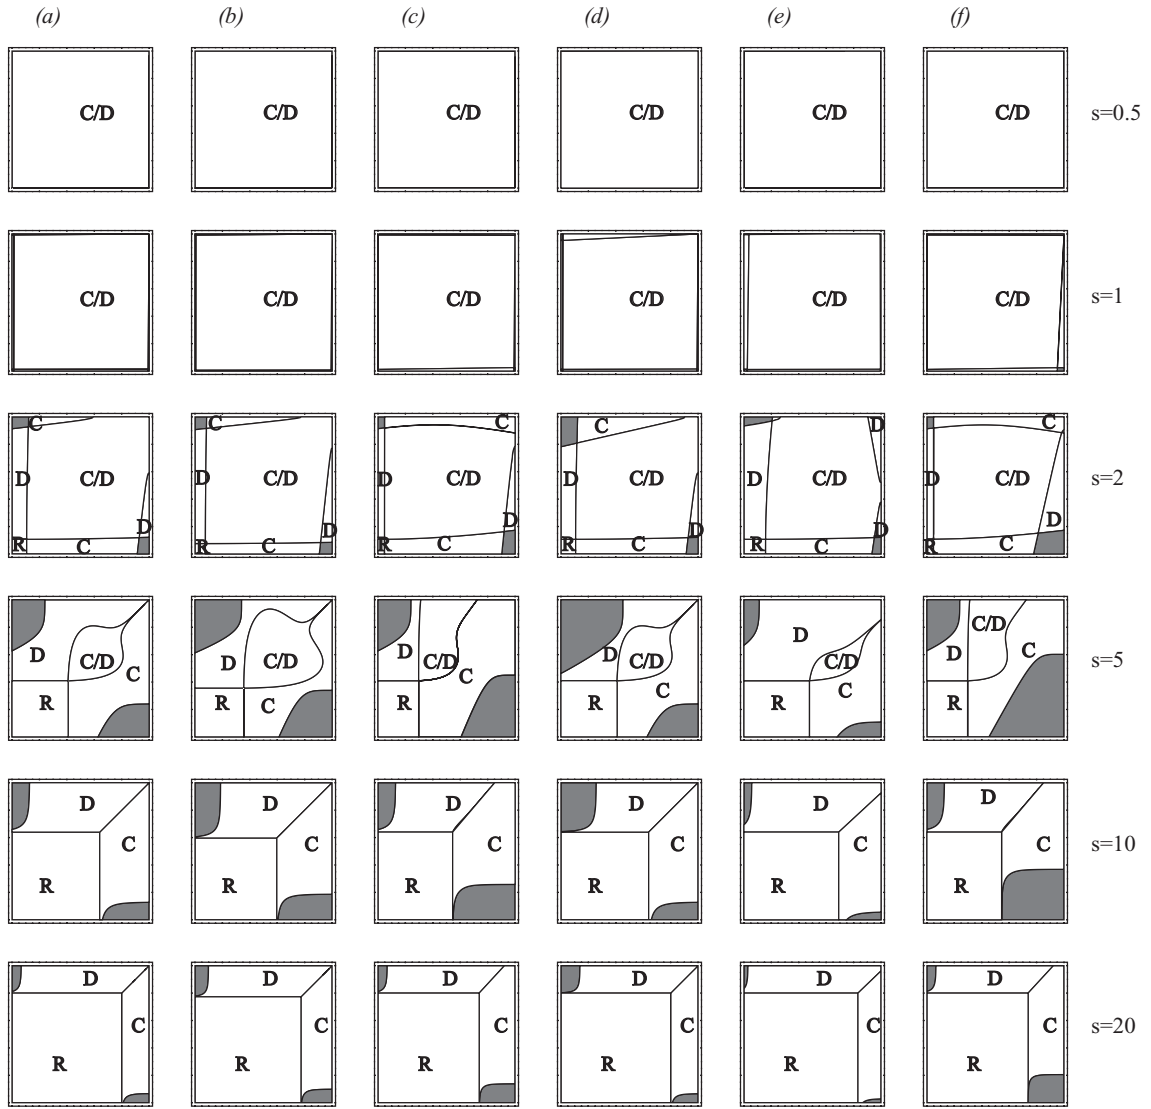 (a) (b) (c) (d) (e) (f)
C/D C/D C/D C/D C/D C/D s=0.5
C/D C/D C/D C/D C/D C/D s=1
C C C D C
D C/D D C/D D C/D D C/D D C/D D C/D s=2
D D D D D D
R C R C R C R C R C R C
C/D
D C/D C D C/D D C/D C D C/D C D C/D C D C s=5
R R C R R R
D D D D D D
C C C C C C s=10
R R R R R R
D D D D D D
C C C C C C s=20
R R R R R R